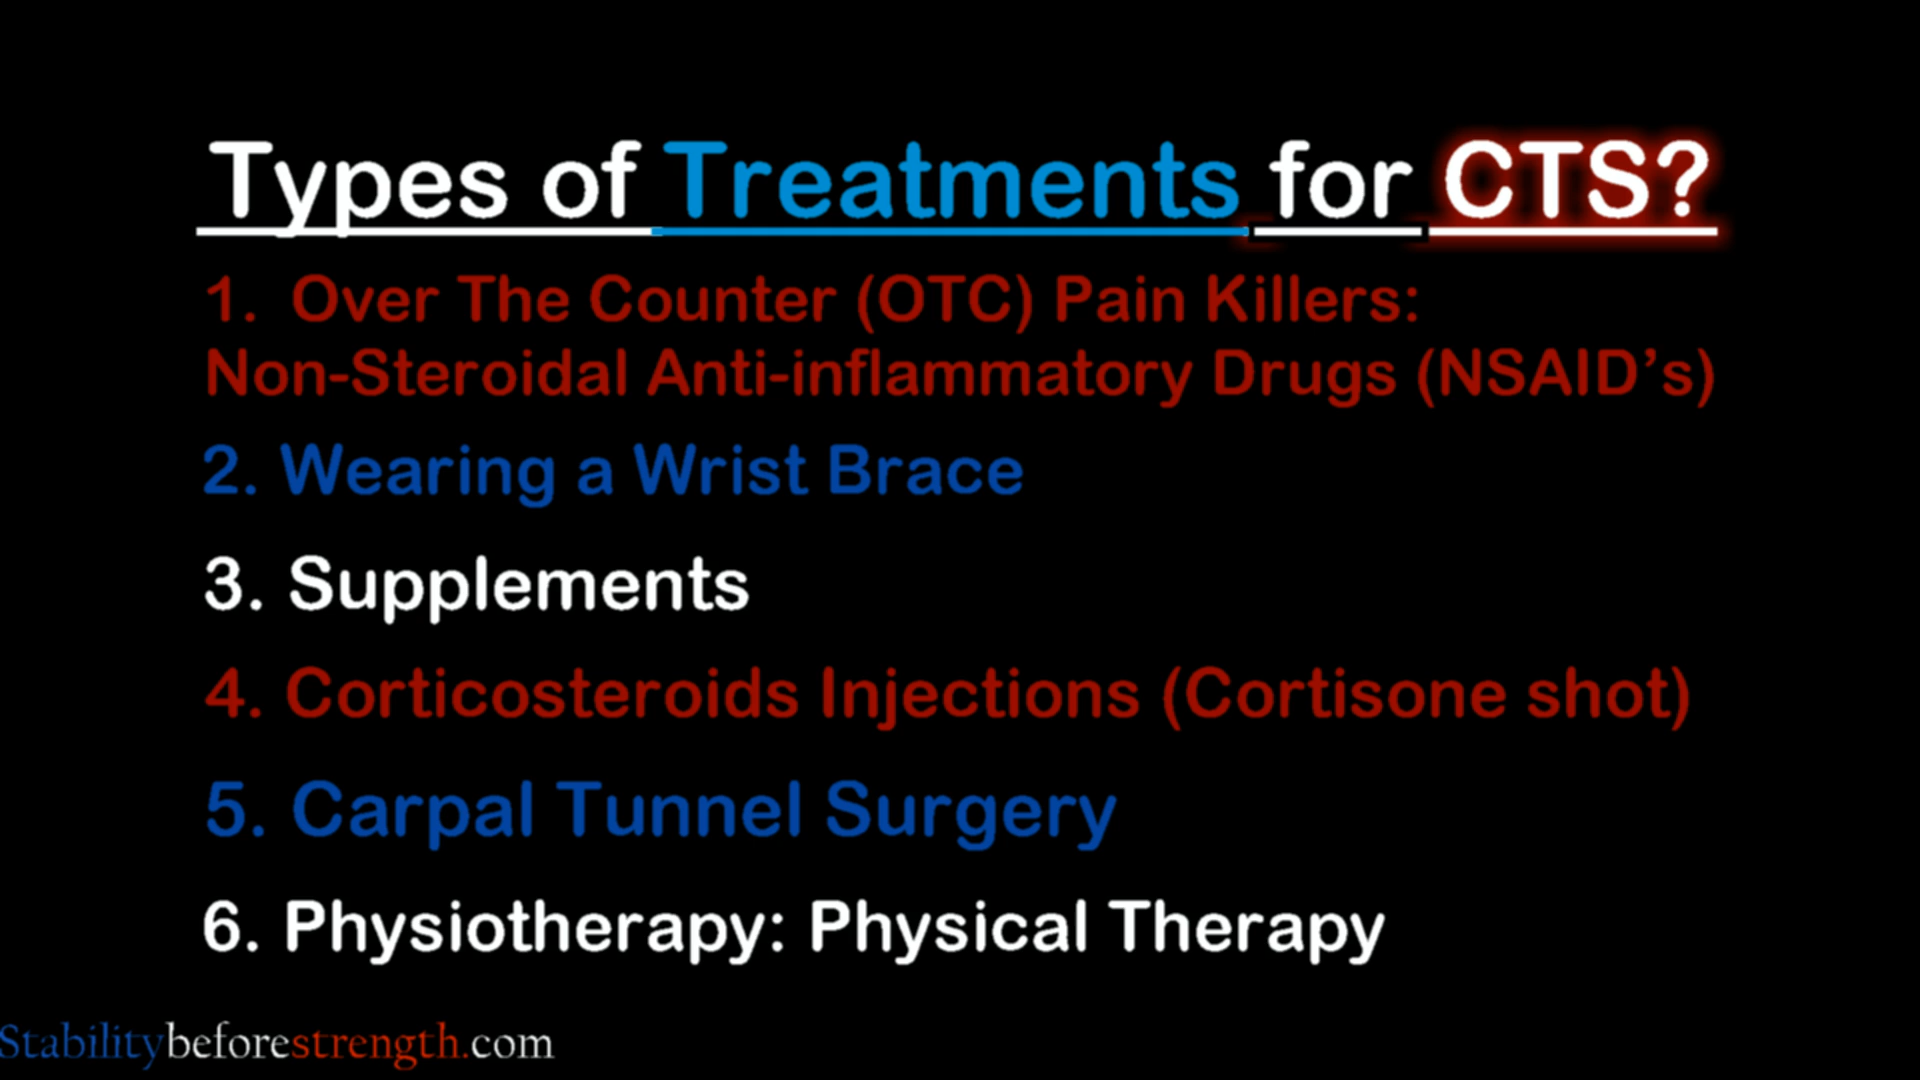 Types of Treatments for CTS?
1. Over The Counter (OTC) Pain Killers:
Non-Steroidal Anti-inflammatory Drugs (NSAID’s)
2. Wearing a Wrist Brace
3. Supplements
4. Corticosteroids Injections (Cortisone shot)
5. Carpal Tunnel Surgery
6. Physiotherapy: Physical Therapy
Stabilitybeforestrength.com